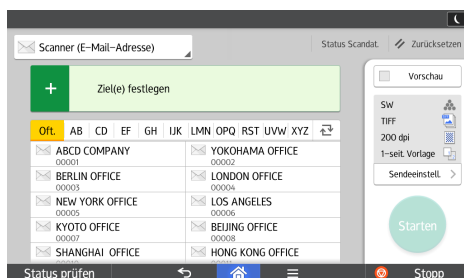 Scanner (E-Mail-Adresse)
Status Scandat.
Zurücksetzen
+ Ziel(e) festlegen
Vorschau
Oft. AB CD EF GH IJK LMN OPQ RST UVW XYZ
SW
TIFF
200 dpi
1-seit. Vorlage
Sendeeinstell.
ABCD COMPANY
00001
YOKOHAMA OFFICE
00002
BERLIN OFFICE
00003
LONDON OFFICE
00004
NEW YORK OFFICE
00005
LOS ANGELES
00006
KYOTO OFFICE
00007
BEIJING OFFICE
00008
SHANGHAI OFFICE
HONG KONG OFFICE
Starten
Status prüfen
Stopp